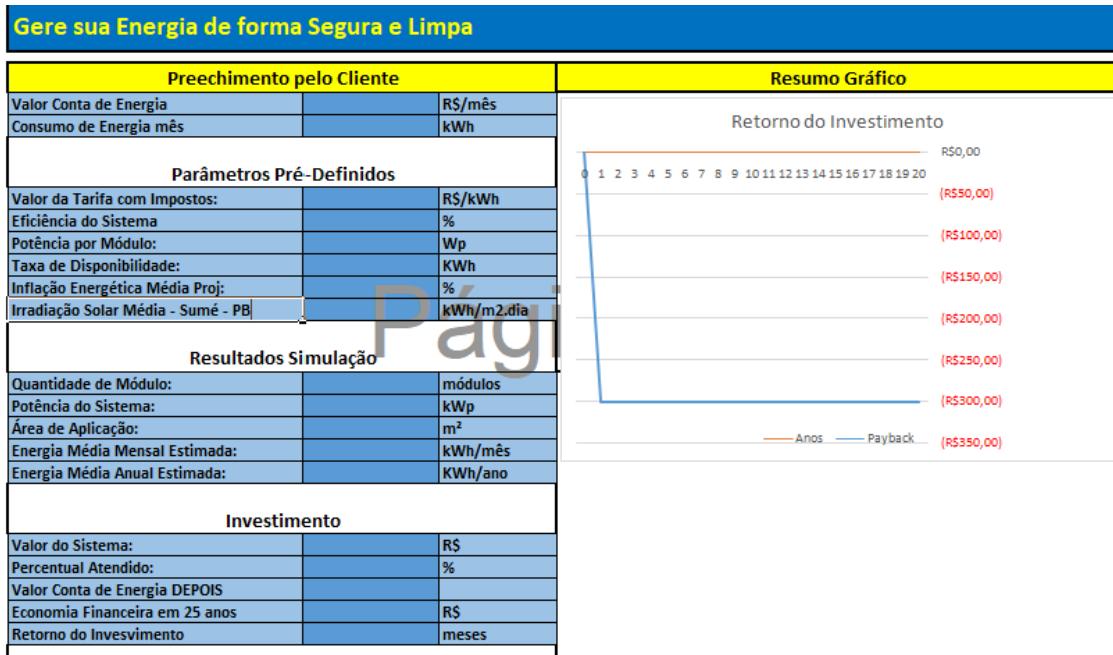 Gere sua Energia de forma Segura e Limpa
Preechimento pelo Cliente
Valor Conta de Energia R$/mês
Consumo de Energia mês kWh
Parâmetros Pré-Definidos
Valor da Tarifa com Impostos: R$/kWh
Eficiência do Sistema %
Potência por Módulo: Wp
Taxa de Disponibilidade: KWh
Inflação Energética Média Proj: %
Irradiação Solar Média - Sumé - PB kWh/m2.dia
Resultados Simulação
Quantidade de Módulo: módulos
Potência do Sistema: kWp
Área de Aplicação: m²
Energia Média Mensal Estimada: kWh/mês
Energia Média Anual Estimada: KWh/ano
Investimento
Valor do Sistema: R$
Percentual Atendido: %
Valor Conta de Energia DEPOIS
Economia Financeira em 25 anos R$
Retorno do Invesvimento meses
Resumo Gráfico
Retorno do Investimento
R$0,00
0 1 2 3 4 5 6 7 8 9 10 11 12 13 14 15 16 17 18 19 20
(R$50,00)
(R$100,00)
(R$150,00)
(R$200,00)
(R$250,00)
(R$300,00)
Anos Payback
(R$350,00)